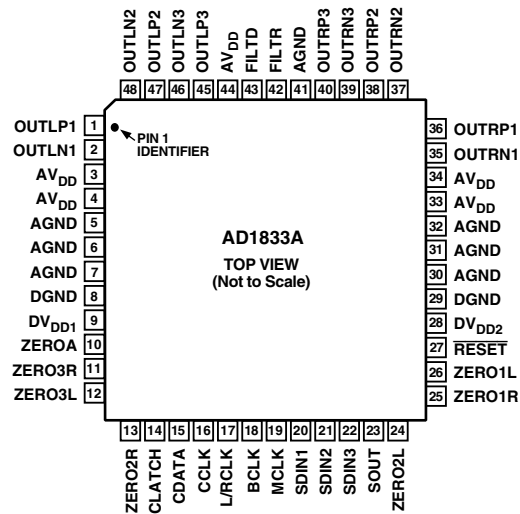 OUTLN2
OUTLP2
OUTLN3
OUTLP3
AVDD
FILTD
FILTR
AGND
OUTRP3
OUTRN3
OUTRP2
OUTRN2
48
47
46
45
44
43
42
41
40
39
38
37
OUTLP1 1
OUTLN1 2
AVDD 3
AVDD 4
AGND 5
AGND 6
AGND 7
DGND 8
DVDD1 9
ZEROA 10
ZERO3R 11
ZERO3L 12
PIN 1
IDENTIFIER
AD1833A
TOP VIEW
(Not to Scale)
36 OUTRP1
35 OUTRN1
34 AVDD
33 AVDD
32 AGND
31 AGND
30 AGND
29 DGND
28 DVDD2
27 RESET
26 ZERO1L
25 ZERO1R
13
14
15
16
17
18
19
20
21
22
23
24
ZERO2R
CLATCH
CDATA
CCLK
L/RCLK
BCLK
MCLK
SDIN1
SDIN2
SDIN3
SOUT
ZERO2L